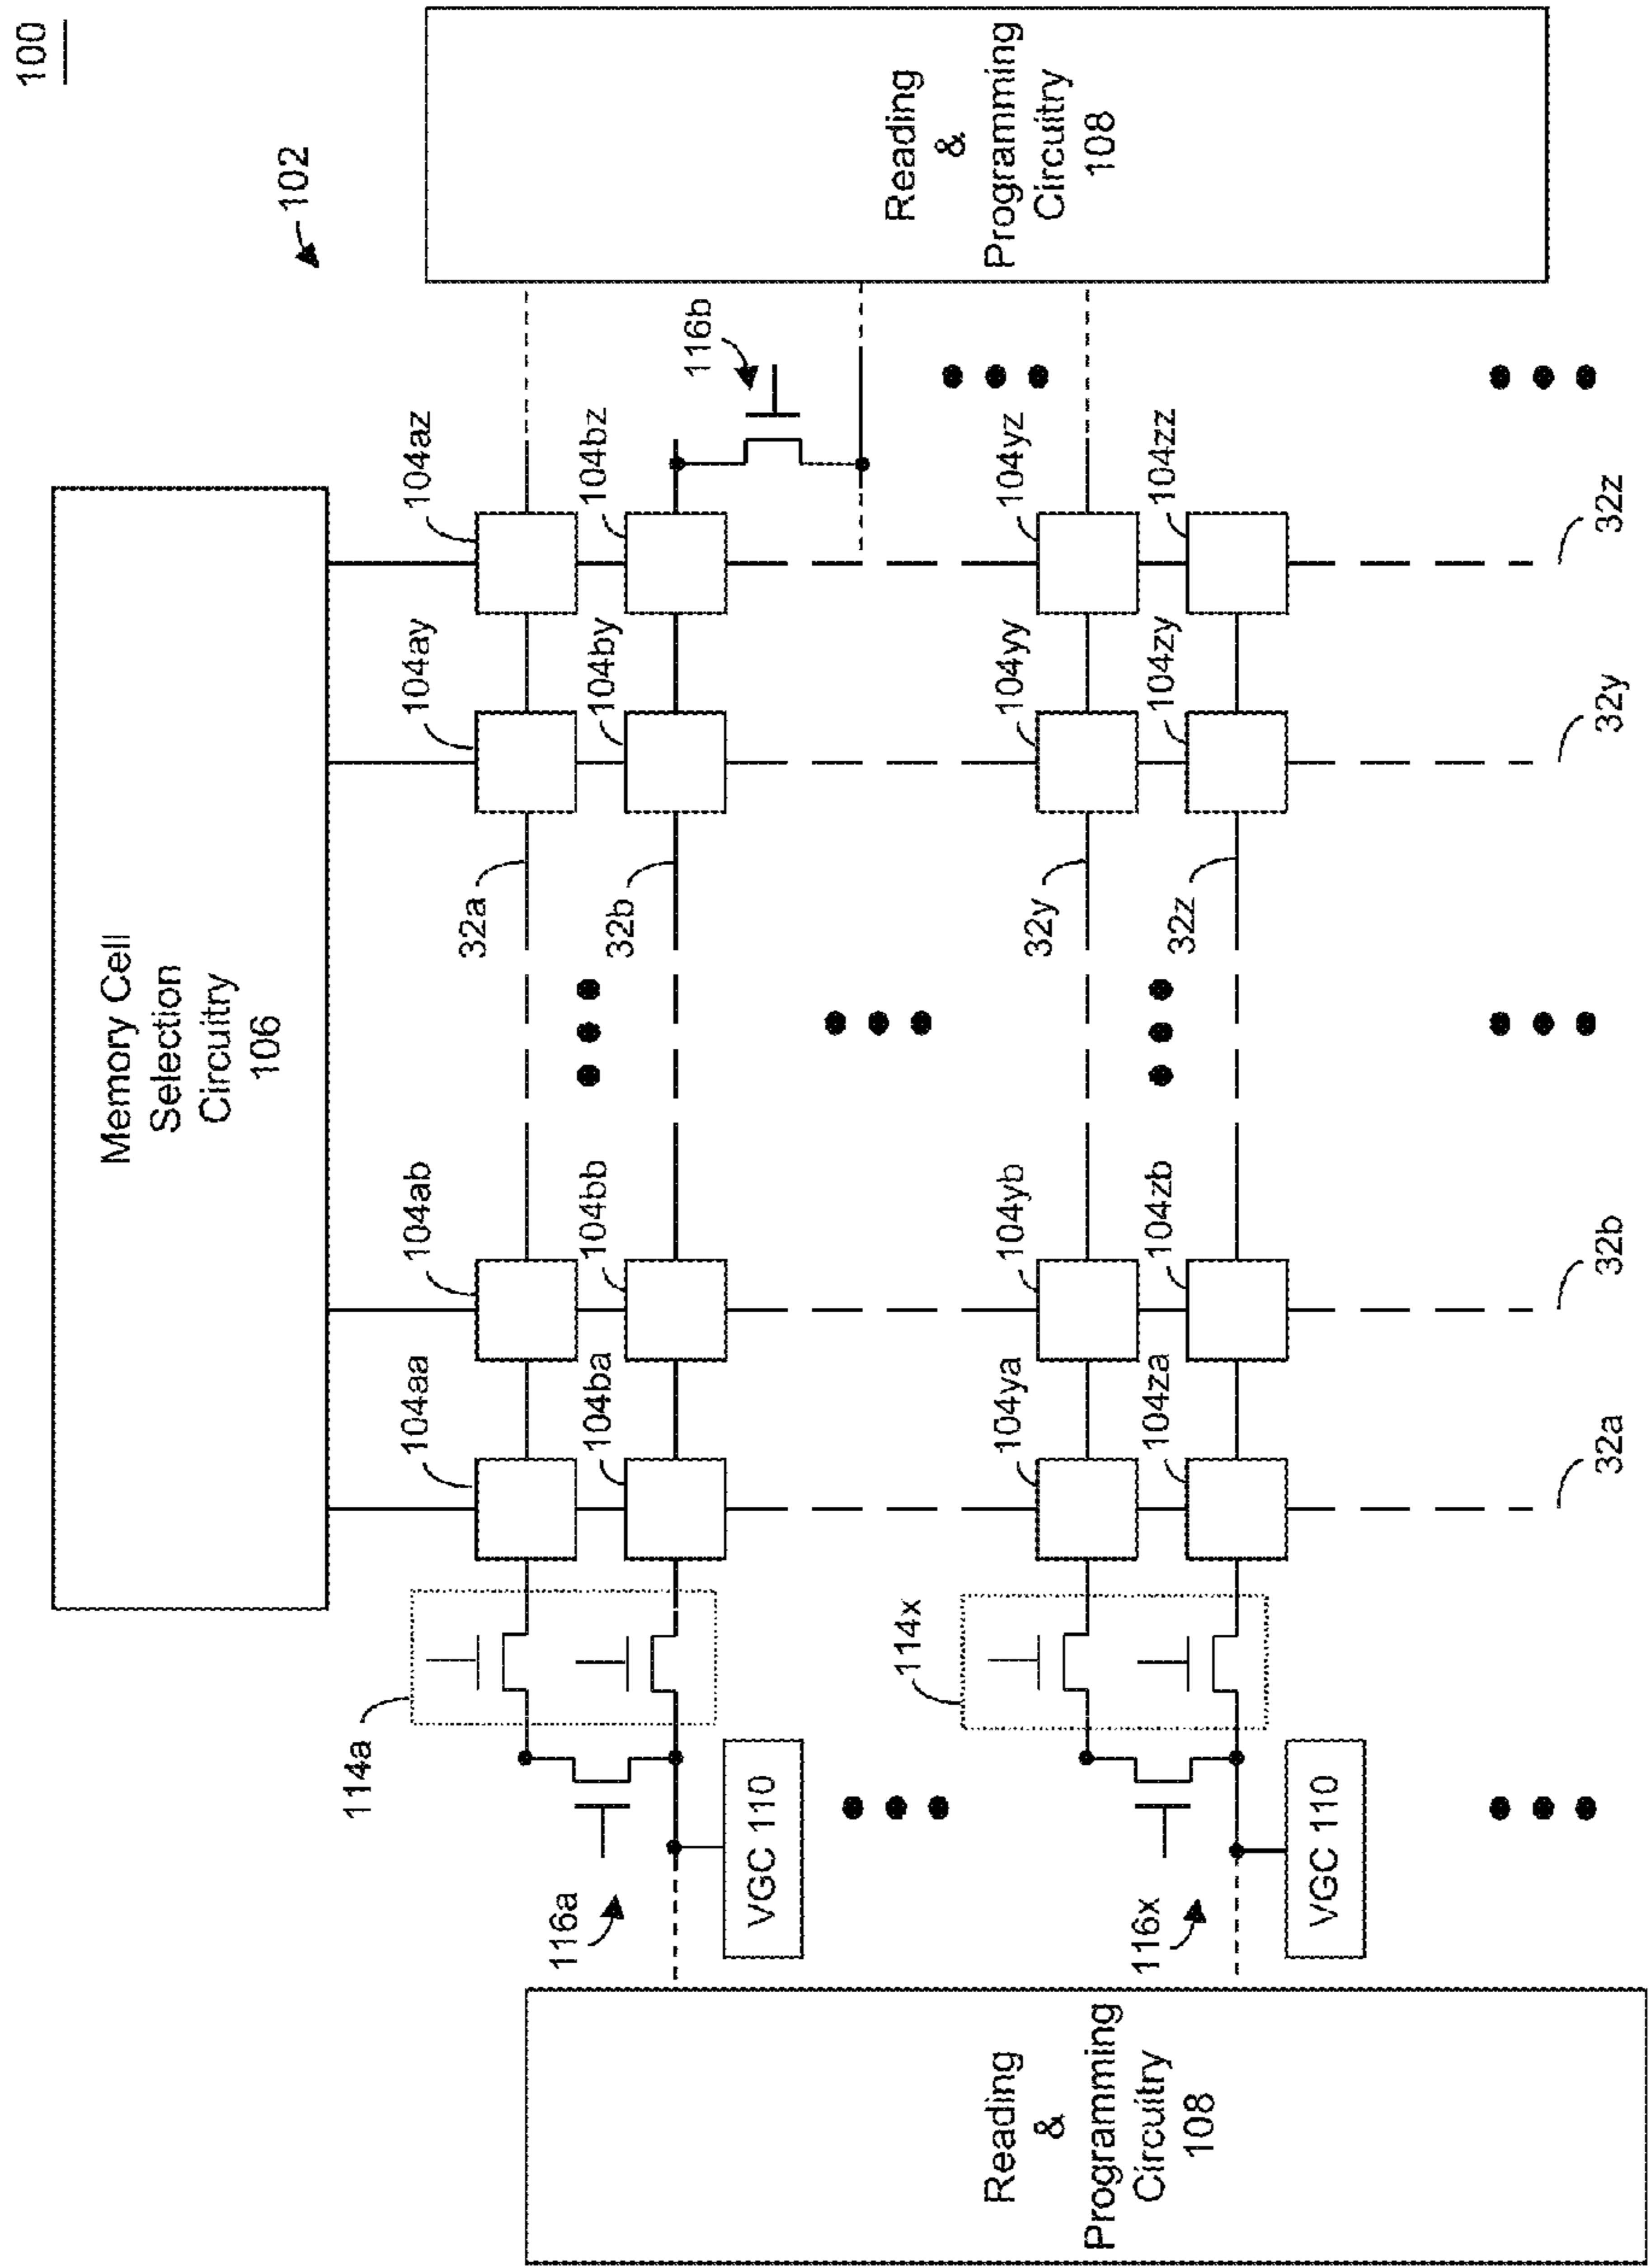 100
Memory Cell
Selection
Circuitry
106
102
114a
104aa
104ab
104ay
104az
32a
116a
104ba
104bb
104by
104bz
32b
116b
VGC 110
Reading
&
Programming
Circuitry
108
114x
104ya
104yb
104yy
104yz
32y
Reading
&
Programming
Circuitry
108
116x
104za
104zb
104zy
104zz
32z
VGC 110
32a
32b
32y
32z